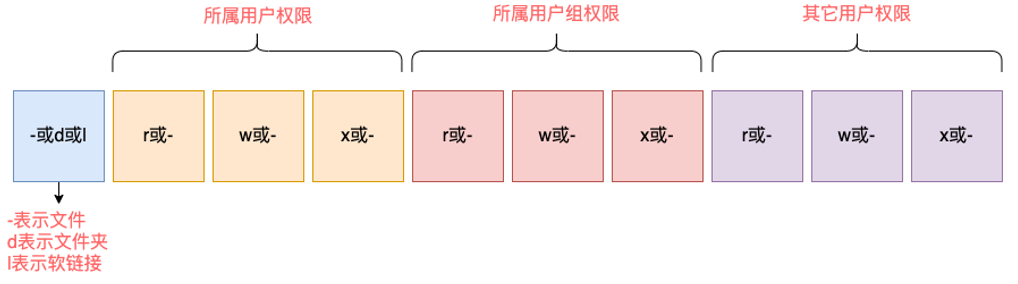 所属用户权限
所属用户组权限
其它用户权限
-或d或l
r或-
w或-
x或-
r或-
w或-
x或-
r或-
w或-
x或-
-表示文件
d表示文件夹
l表示软链接